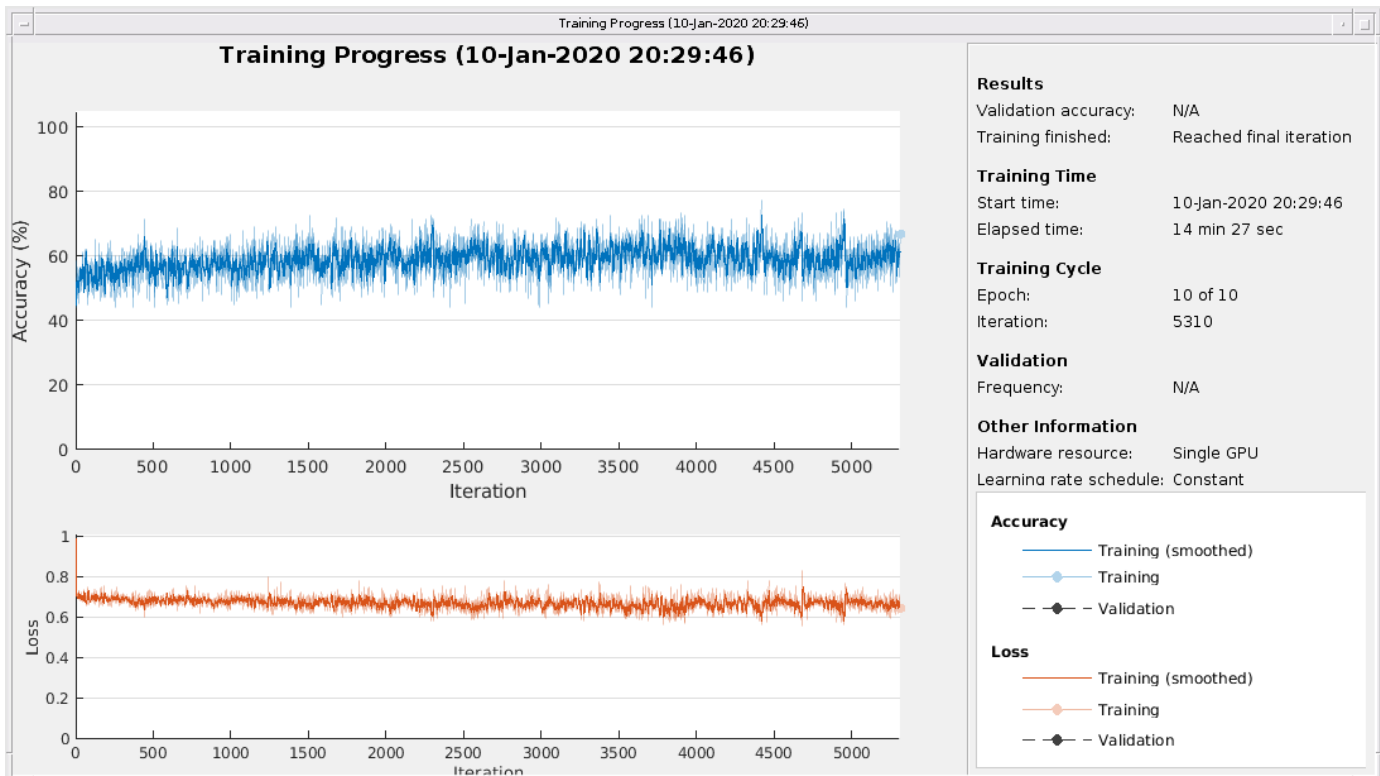 Training Progress (10-Jan-2020 20:29:46)
Training Progress (10-Jan-2020 20:29:46)
100
80
60
40
20
0
Accuracy (%)
0 500 1000 1500 2000 2500 3000 3500 4000 4500 5000
Iteration
1
0.8
0.6
0.4
0.2
0
Loss
0 500 1000 1500 2000 2500 3000 3500 4000 4500 5000
Iteration
Results
Validation accuracy: N/A
Training finished: Reached final iteration
Training Time
Start time: 10-Jan-2020 20:29:46
Elapsed time: 14 min 27 sec
Training Cycle
Epoch: 10 of 10
Iteration: 5310
Validation
Frequency: N/A
Other Information
Hardware resource: Single GPU
Learning rate schedule: Constant
Accuracy
Training (smoothed)
Training
Validation
Loss
Training (smoothed)
Training
Validation